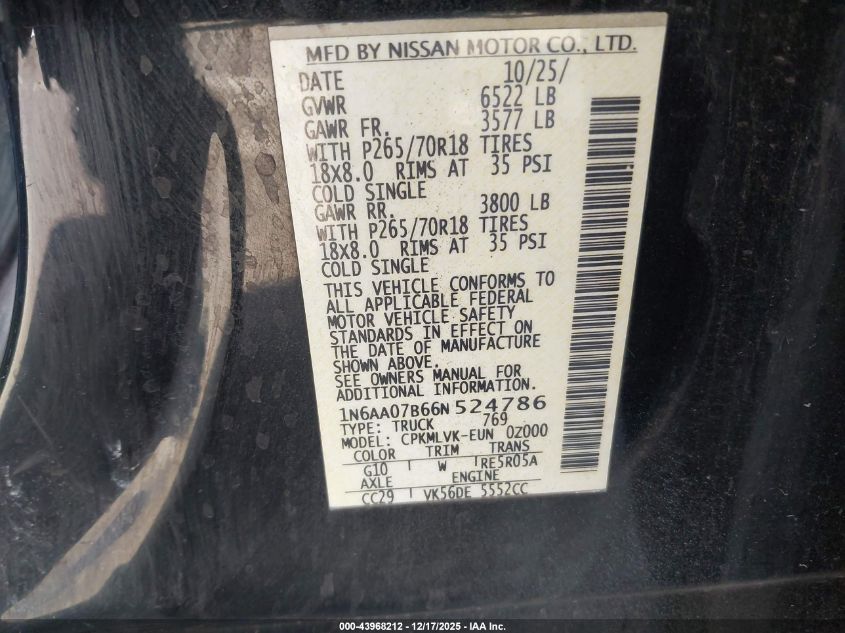 MFD BY NISSAN MOTOR CO., LTD.
DATE 10/25/
GVWR 6522 LB
GAWR FR. 3577 LB
WITH P265/70R18 TIRES
18X8.0 RIMS AT 35 PSI
COLD SINGLE
GAWR RR. 3800 LB
WITH P265/70R18 TIRES
18X8.0 RIMS AT 35 PSI
COLD SINGLE
THIS VEHICLE CONFORMS TO
ALL APPLICABLE FEDERAL
MOTOR VEHICLE SAFETY
STANDARDS IN EFFECT ON
THE DATE OF MANUFACTURE
SHOWN ABOVE.
SEE OWNERS MANUAL FOR
ADDITIONAL INFORMATION.
1N6AA07B66N524786
TYPE: TRUCK 769
MODEL: CPKMLVK-EUN 0Z000
COLOR TRIM TRANS
G10 W RE5R05A
AXLE ENGINE
CC29 VK56DE 5552CC
000-43968212 – 12/17/2025 – IAA Inc.